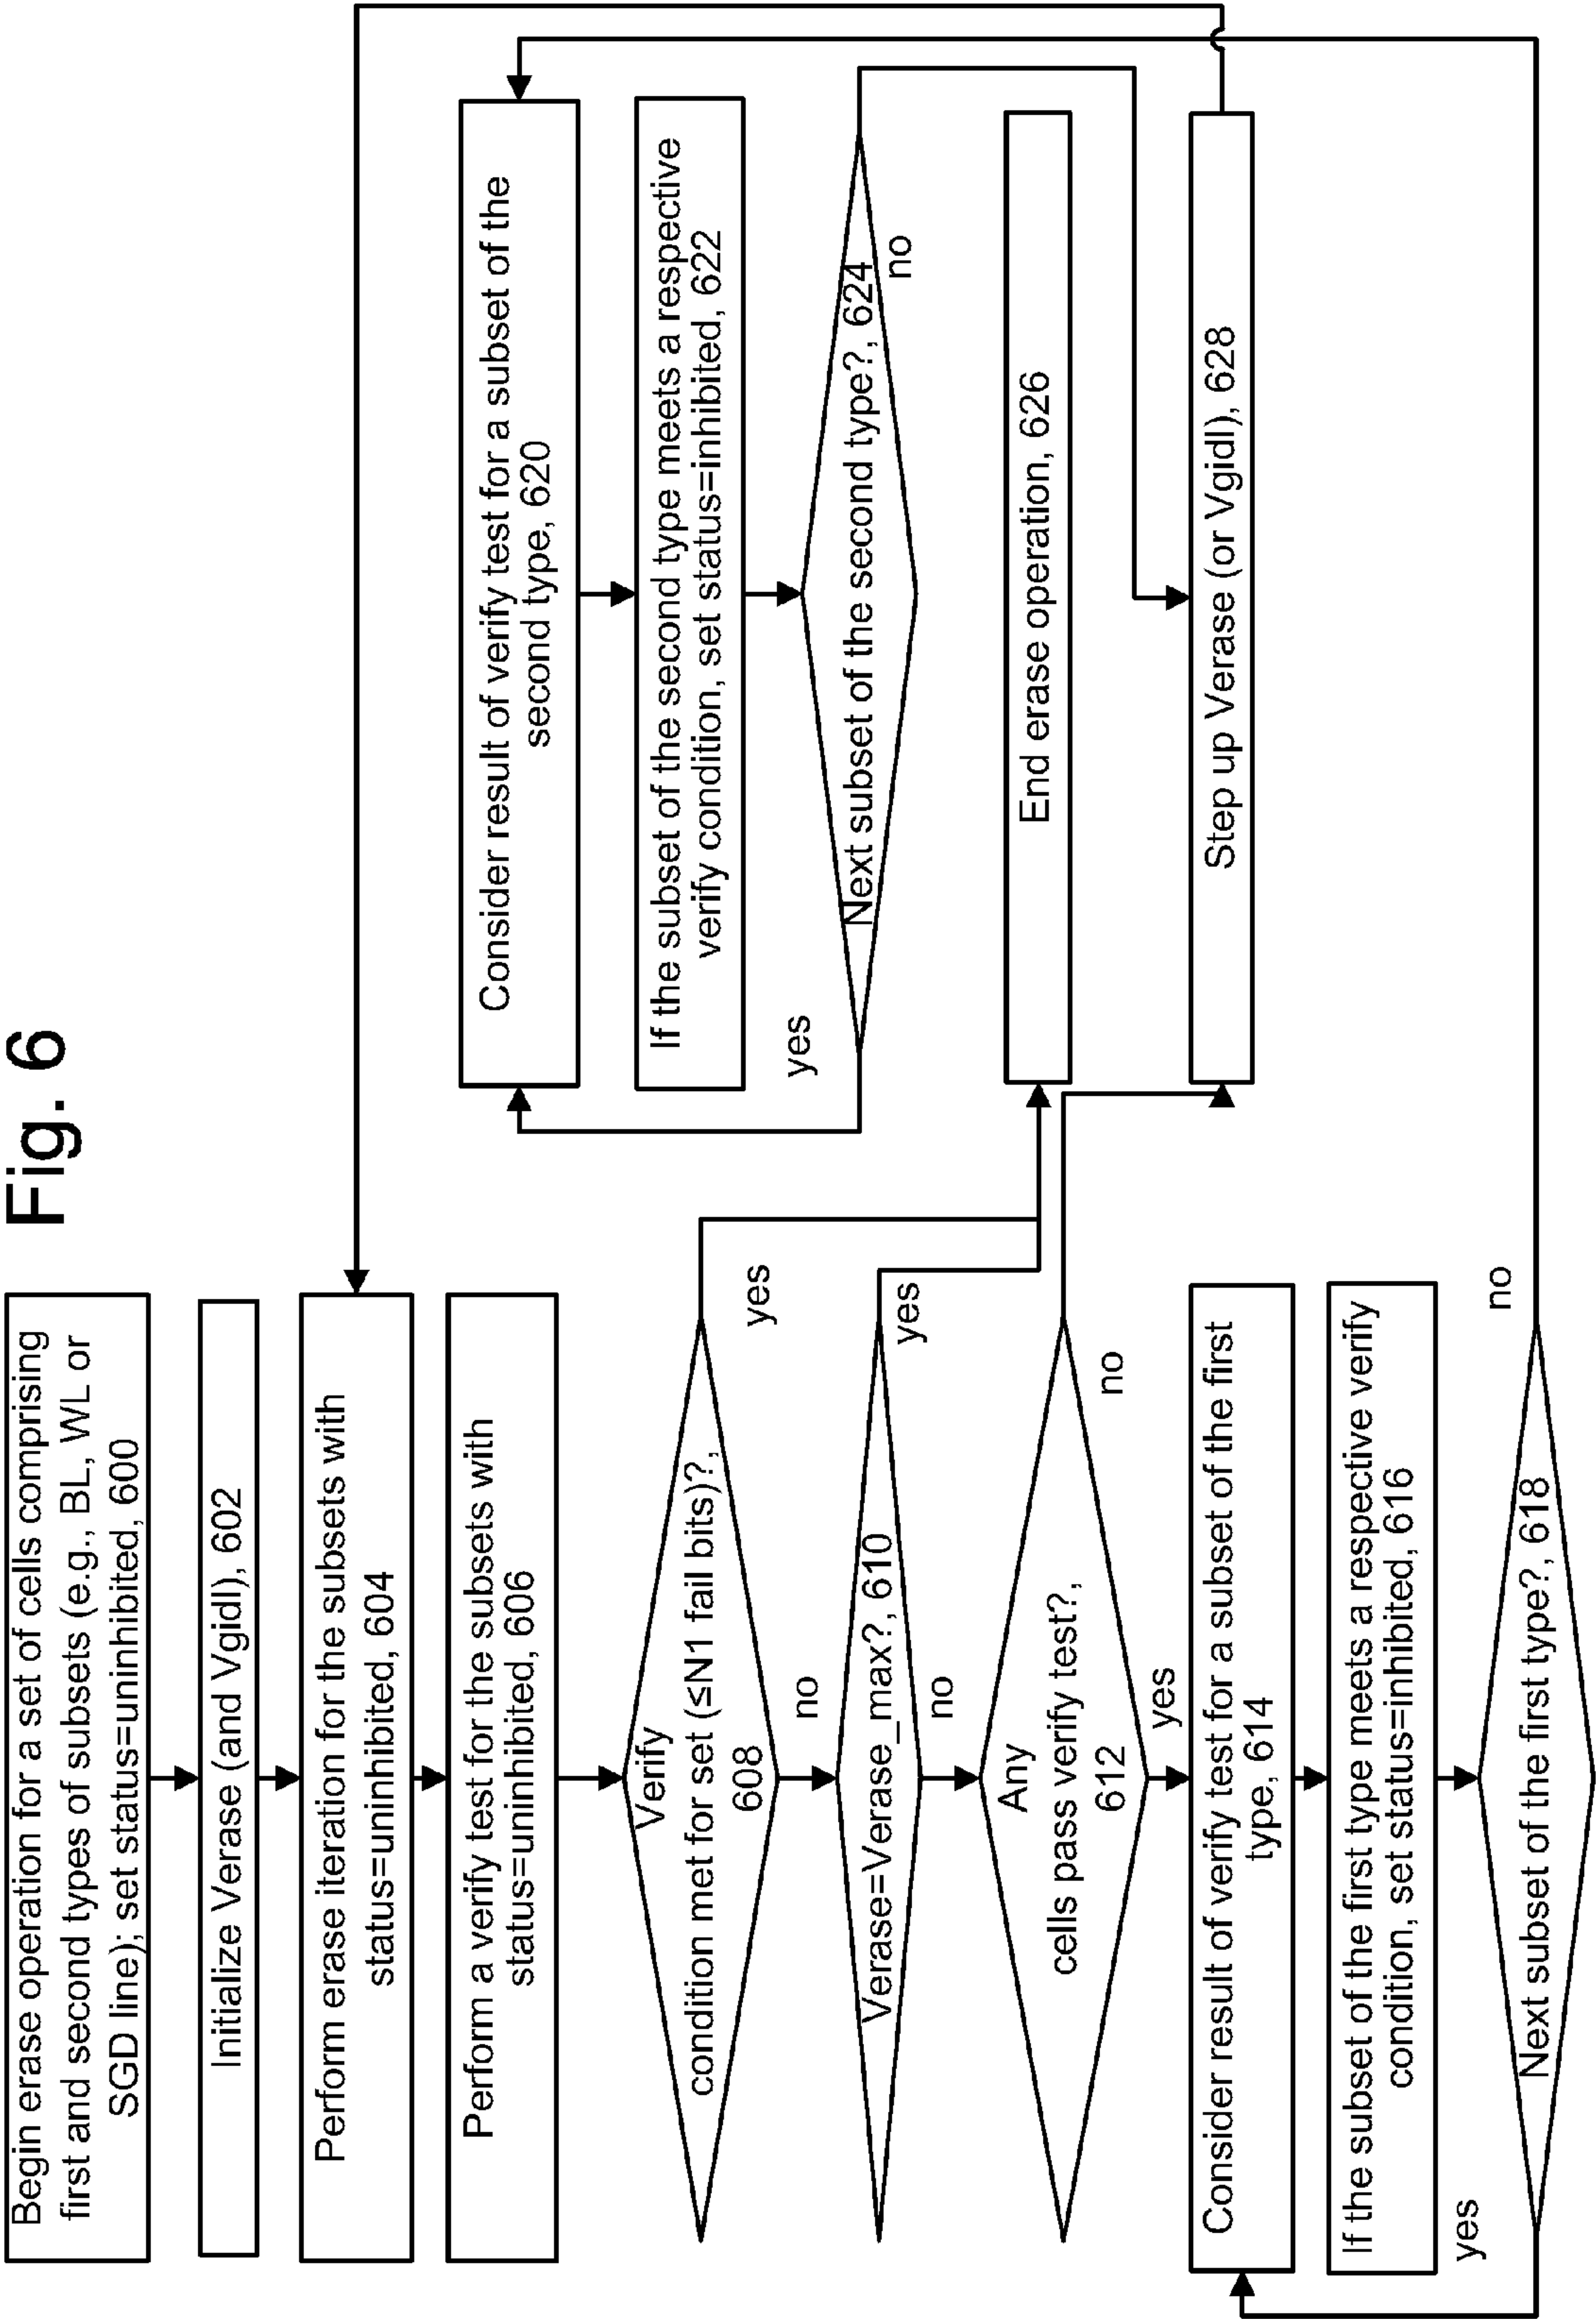 Fig. 6
Begin erase operation for a set of cells comprising
first and second types of subsets (e.g., BL, WL or
SGD line); set status=uninhibited, 600
Initialize Verase (and Vgidl), 602
Perform erase iteration for the subsets with
status=uninhibited, 604
Perform a verify test for the subsets with
status=uninhibited, 606
Verify
condition met for set (≤N1 fail bits)?,
608
yes
no
Verase=Verase_max?, 610
yes
no
Any
cells pass verify test?,
612
no
yes
Consider result of verify test for a subset of the first
type, 614
If the subset of the first type meets a respective verify
condition, set status=inhibited, 616
yes
Next subset of the first type?, 618
no
Consider result of verify test for a subset of the
second type, 620
If the subset of the second type meets a respective
verify condition, set status=inhibited, 622
yes
Next subset of the second type?, 624
no
End erase operation, 626
Step up Verase (or Vgidl), 628